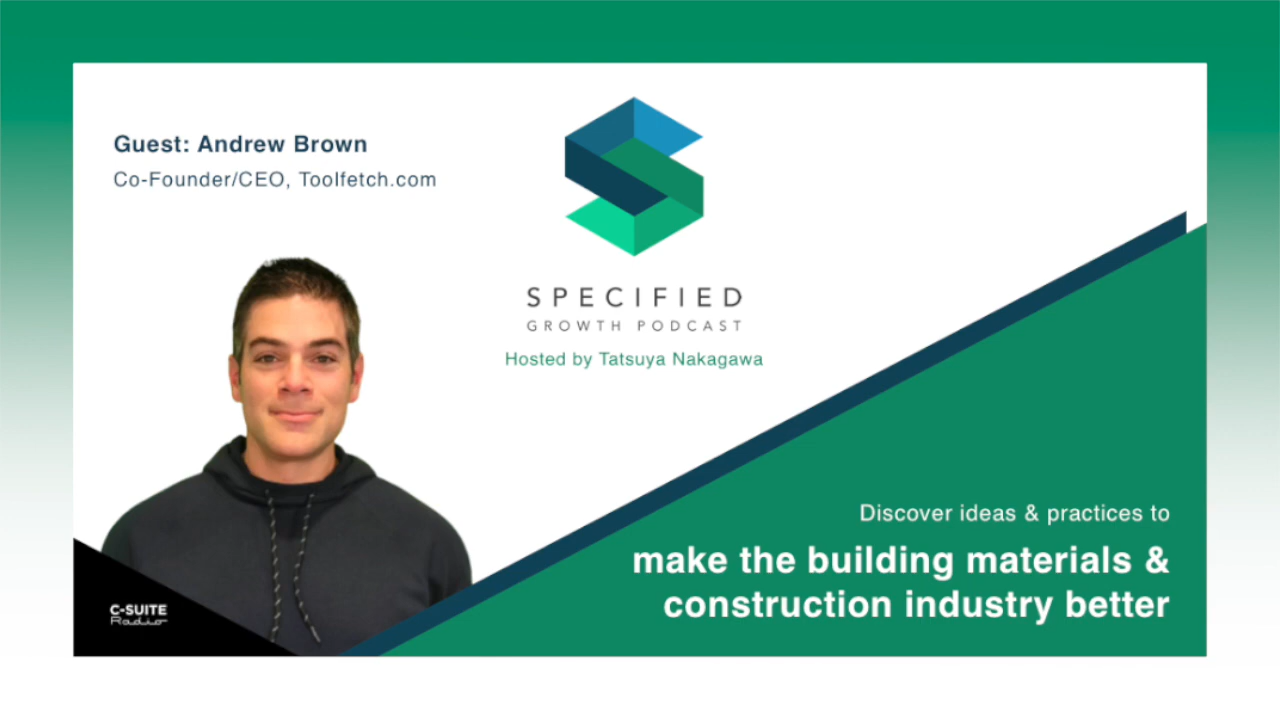 Guest: Andrew Brown
Co-Founder/CEO, Toolfetch.com
SPECIFIED
GROWTH PODCAST
Hosted by Tatsuya Nakagawa
Discover ideas & practices to
make the building materials &
construction industry better
C-SUITE
Radio